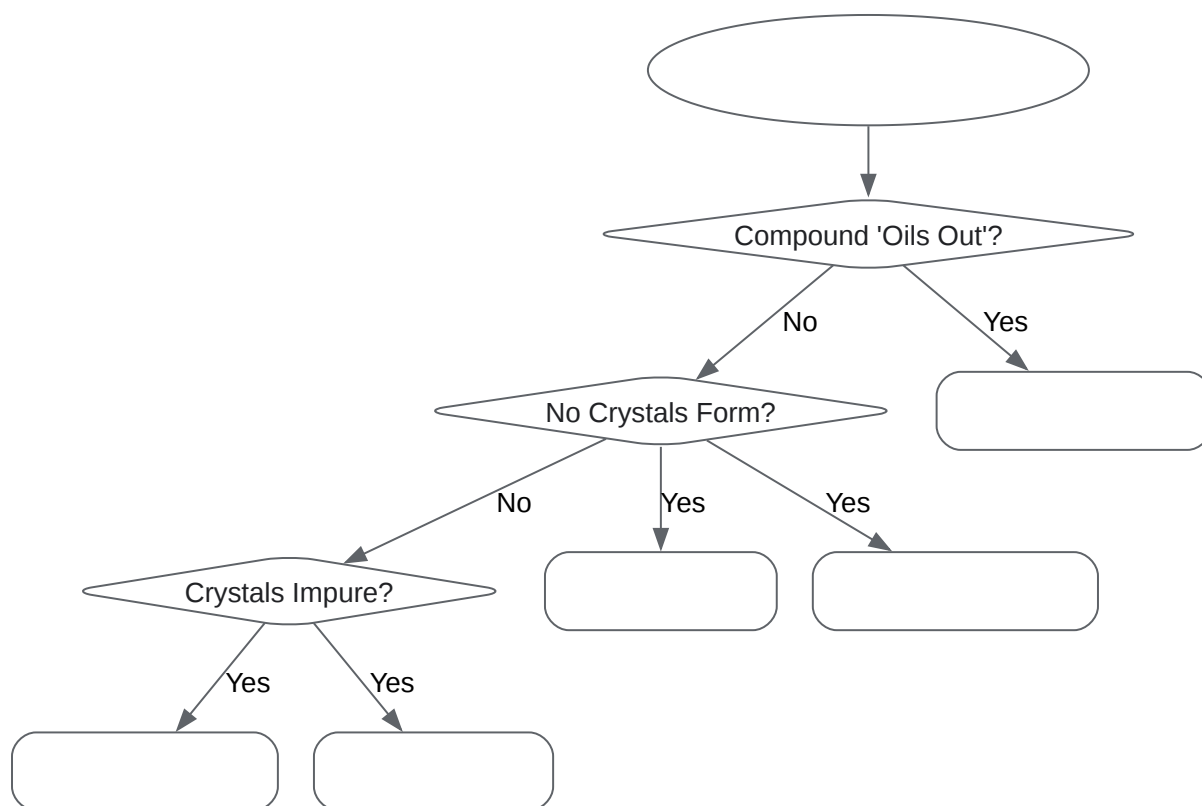 Compound 'Oils Out'?
No
Yes
No Crystals Form?
No
Yes
Yes
Crystals Impure?
Yes
Yes